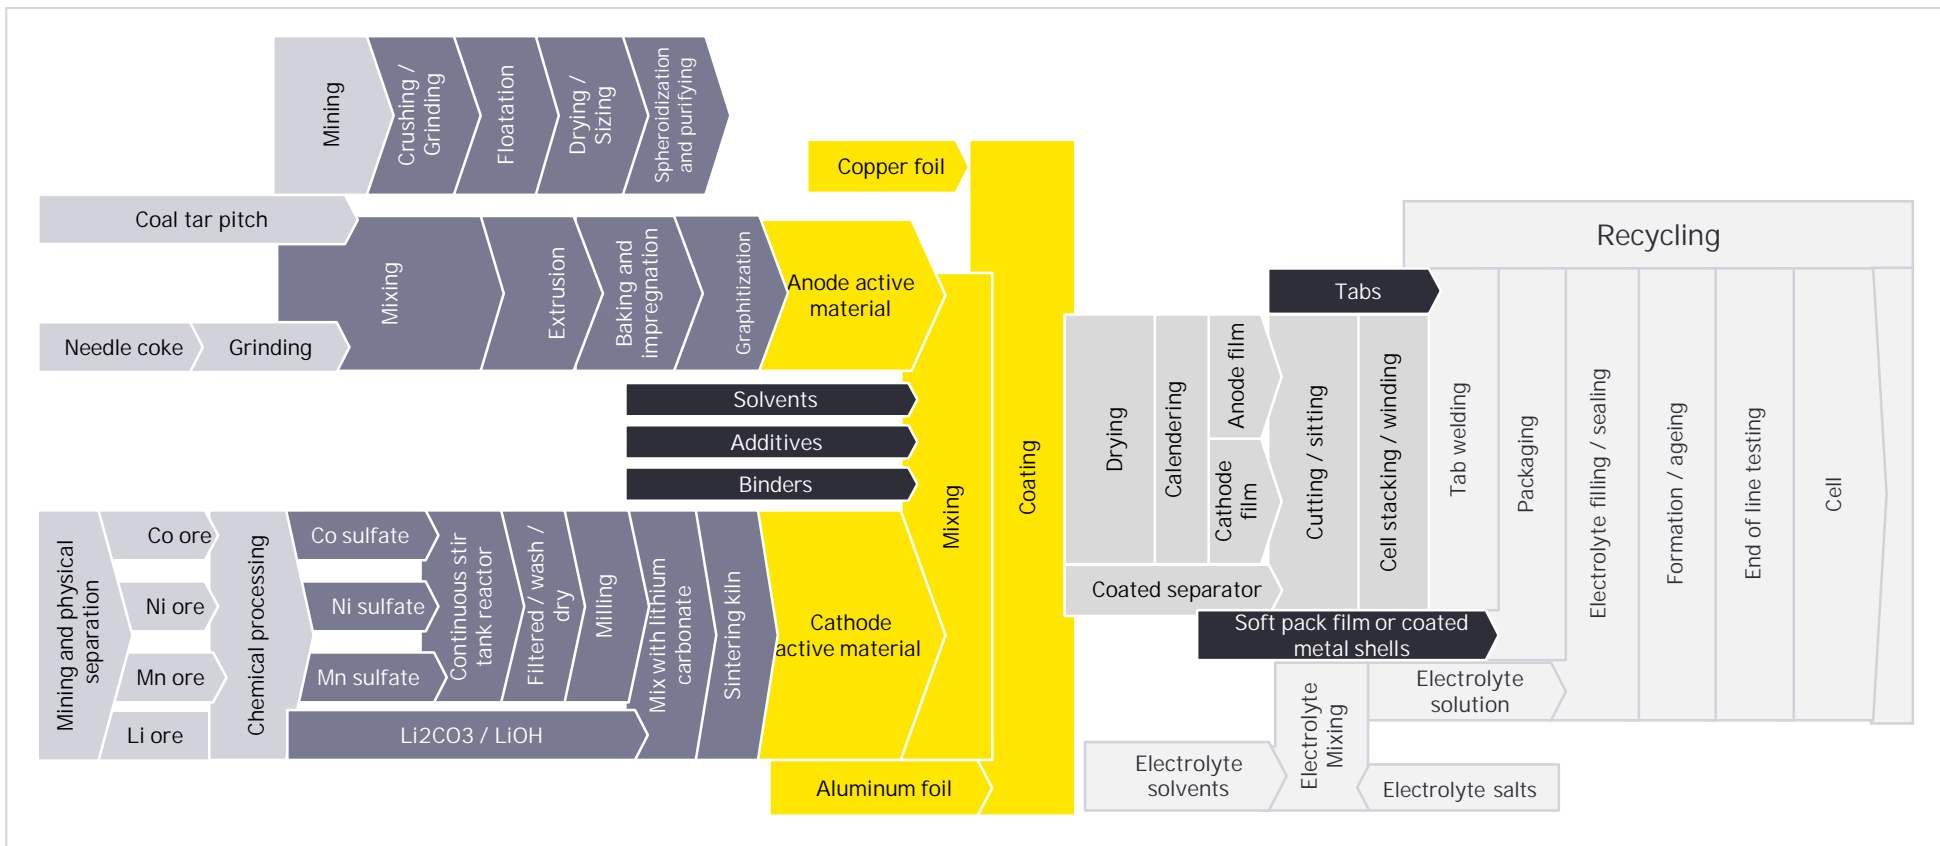 Mining
Crushing /
Grinding
Floatation
Drying /
Sizing
Spheroidization
and purifying
Coal tar pitch
Needle coke
Grinding
Mixing
Extrusion
Baking and
impregnation
Graphitization
Anode active
material
Copper foil
Solvents
Additives
Binders
Mining and physical
separation
Co ore
Ni ore
Mn ore
Li ore
Chemical processing
Co sulfate
Ni sulfate
Mn sulfate
Li2CO3 / LiOH
Continuous stir
tank reactor
Filtered / wash /
dry
Milling
Mix with lithium
carbonate
Sintering kiln
Cathode
active material
Aluminum foil
Mixing
Coating
Drying
Calendering
Anode film
Cathode
film
Coated separator
Cutting / sitting
Cell stacking / winding
Tabs
Soft pack film or coated
metal shells
Recycling
Tab welding
Packaging
Electrolyte filling / sealing
Formation / ageing
End of line testing
Cell
Electrolyte
solvents
Electrolyte
Mixing
Electrolyte
solution
Electrolyte salts